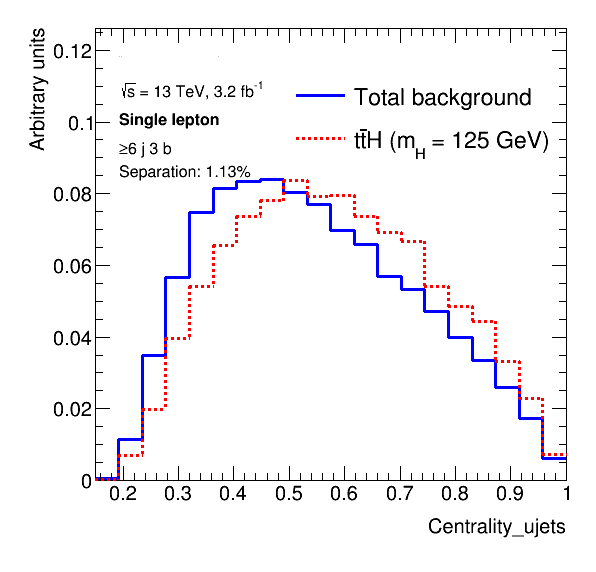 Arbitrary units
0.12
0.1
0.08
0.06
0.04
0.02
0
√s = 13 TeV, 3.2 fb⁻¹
Single lepton
≥6 j 3 b
Separation: 1.13%
Total background
tt̄H (m_H = 125 GeV)
0.2 0.3 0.4 0.5 0.6 0.7 0.8 0.9 1
Centrality_ujets